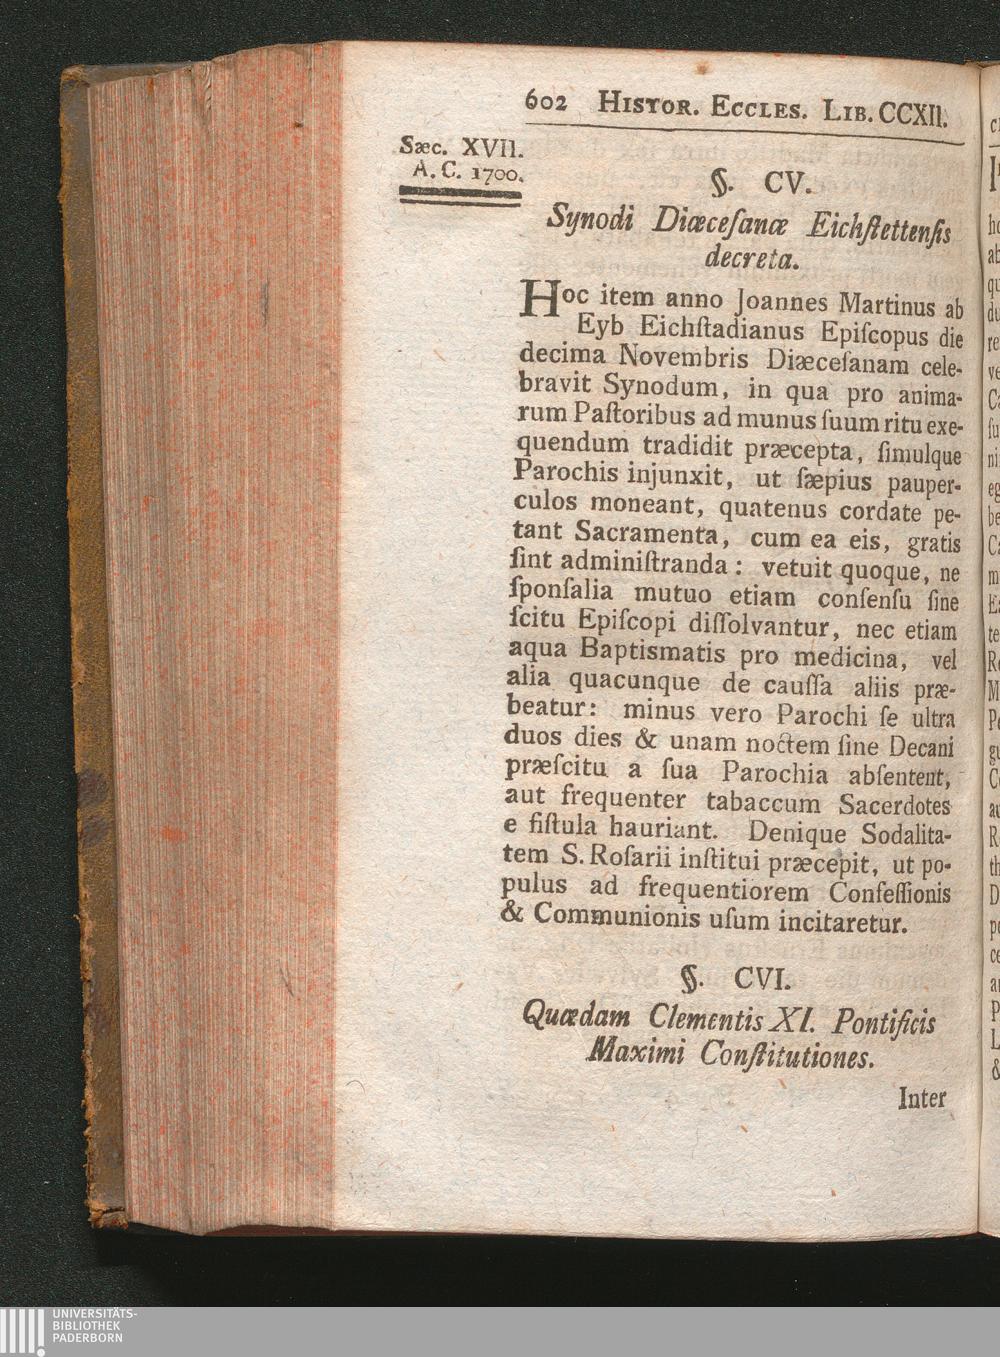 602 HISTOR. ECCLES. LIB. CCXII.
Sæc. XVII.
A. C. 1700.
§. CV.
Synodi Diœceſanæ Eichſtettenſis
decreta.
Hoc item anno Joannes Martinus ab
Eyb Eichſtadianus Epiſcopus die
decima Novembris Diæceſanam cele-
bravit Synodum, in qua pro anima-
rum Paſtoribus ad munus ſuum ritu exe-
quendum tradidit præcepta, ſimulque
Parochis injunxit, ut ſæpius pauper-
culos moneant, quatenus cordate pe-
tant Sacramenta, cum ea eis, gratis
ſint adminiſtranda: vetuit quoque, ne
ſponſalia mutuo etiam conſenſu ſine
ſcitu Epiſcopi diſſolvantur, nec etiam
aqua Baptismatis pro medicina, vel
alia quacunque de cauſſa aliis præ-
beatur: minus vero Parochi ſe ultra
duos dies & unam noctem ſine Decani
præſcitu a ſua Parochia abſentent,
aut frequenter tabaccum Sacerdotes
e fiſtula hauriant. Denique Sodalita-
tem S. Roſarii inſtitui præcepit, ut po-
pulus ad frequentiorem Confeſſionis
& Communionis uſum incitaretur.
§. CVI.
Quædam Clementis XI. Pontificis
Maximi Conſtitutiones.
Inter
UNIVERSITÄTS-
BIBLIOTHEK
PADERBORN